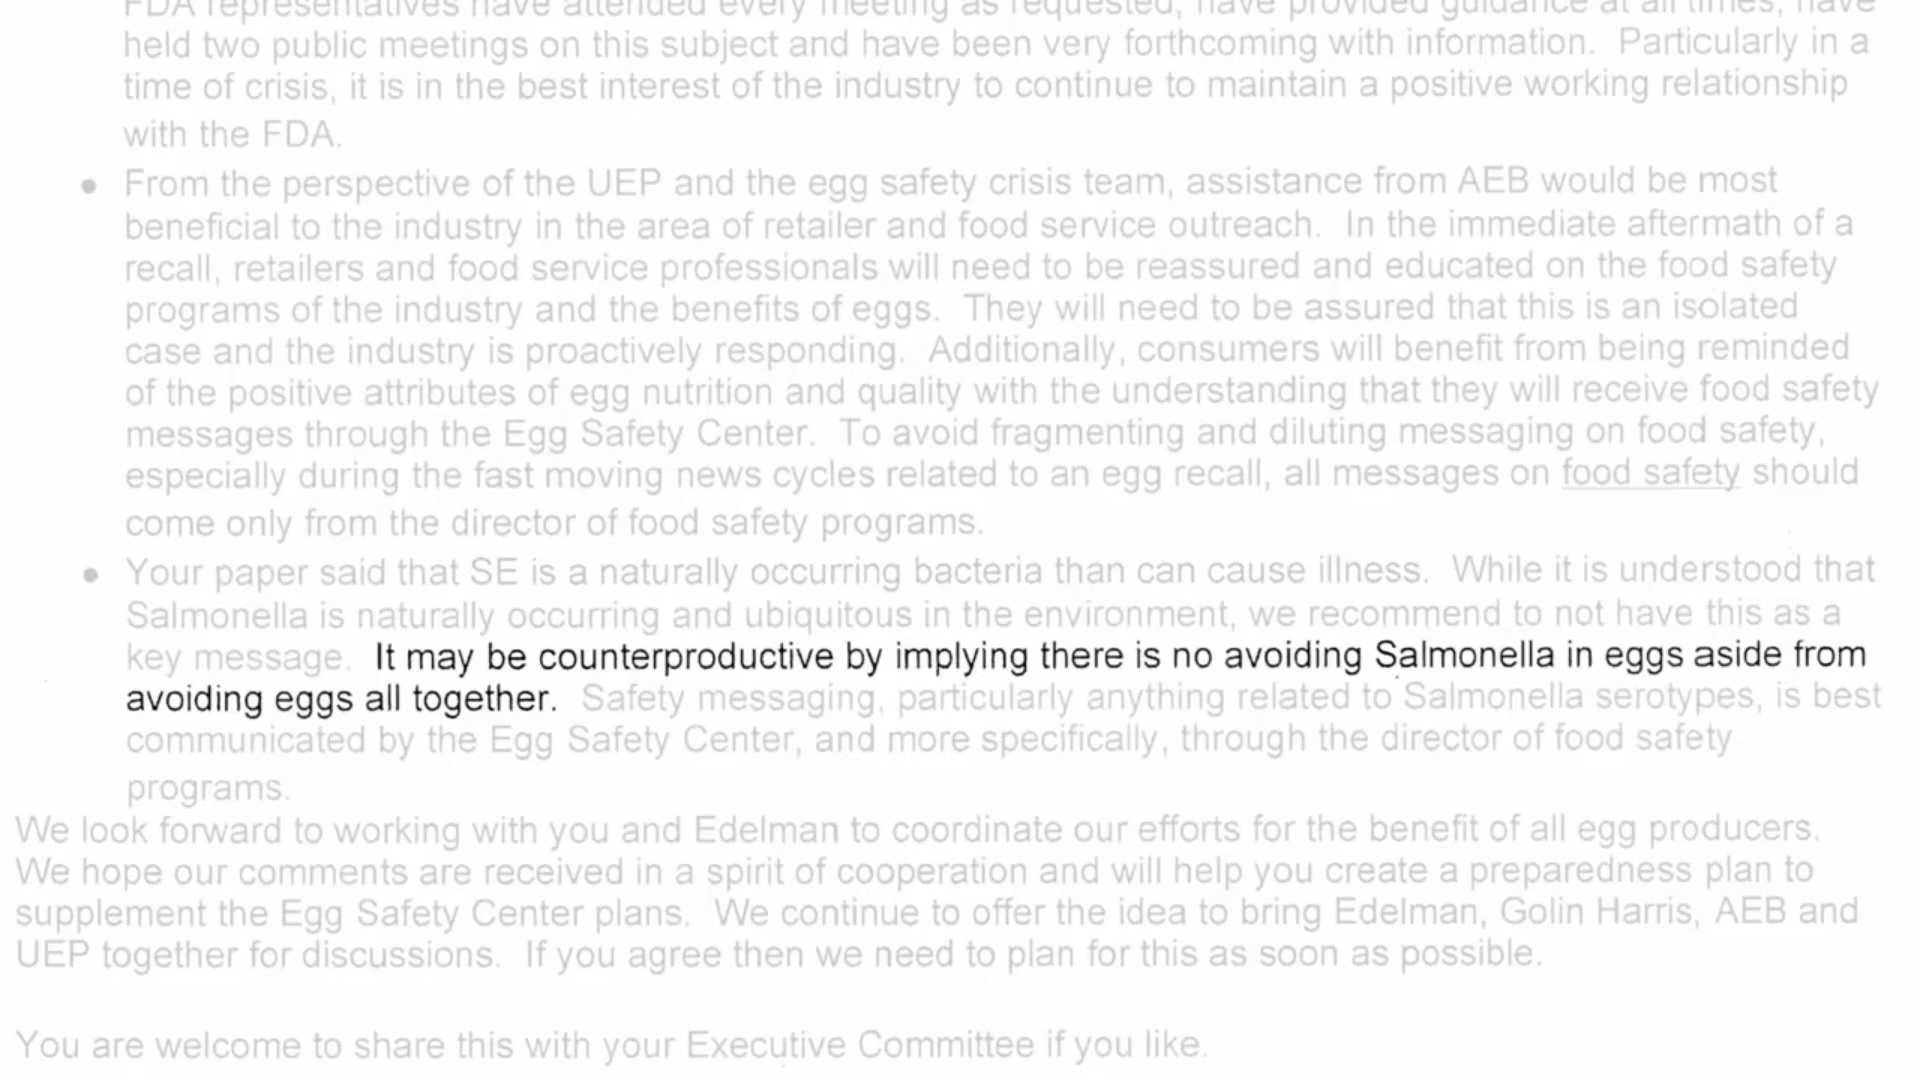 FDA representatives have attended every meeting as requested, have provided guidance at all times, have
held two public meetings on this subject and have been very forthcoming with information. Particularly in a
time of crisis, it is in the best interest of the industry to continue to maintain a positive working relationship
with the FDA.
● From the perspective of the UEP and the egg safety crisis team, assistance from AEB would be most
beneficial to the industry in the area of retailer and food service outreach. In the immediate aftermath of a
recall, retailers and food service professionals will need to be reassured and educated on the food safety
programs of the industry and the benefits of eggs. They will need to be assured that this is an isolated
case and the industry is proactively responding. Additionally, consumers will benefit from being reminded
of the positive attributes of egg nutrition and quality with the understanding that they will receive food safety
messages through the Egg Safety Center. To avoid fragmenting and diluting messaging on food safety,
especially during the fast moving news cycles related to an egg recall, all messages on food safety should
come only from the director of food safety programs.
● Your paper said that SE is a naturally occurring bacteria than can cause illness. While it is understood that
Salmonella is naturally occurring and ubiquitous in the environment, we recommend to not have this as a
key message. It may be counterproductive by implying there is no avoiding Salmonella in eggs aside from
avoiding eggs all together. Safety messaging, particularly anything related to Salmonella serotypes, is best
communicated by the Egg Safety Center, and more specifically, through the director of food safety
programs.
We look forward to working with you and Edelman to coordinate our efforts for the benefit of all egg producers.
We hope our comments are received in a spirit of cooperation and will help you create a preparedness plan to
supplement the Egg Safety Center plans. We continue to offer the idea to bring Edelman, Golin Harris, AEB and
UEP together for discussions. If you agree then we need to plan for this as soon as possible.
You are welcome to share this with your Executive Committee if you like.